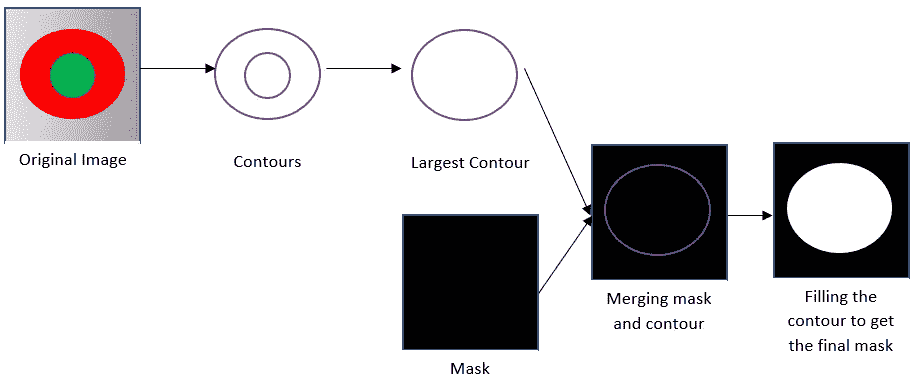 Original Image
Contours
Largest Contour
Mask
Merging mask
and contour
Filling the
contour to get
the final mask